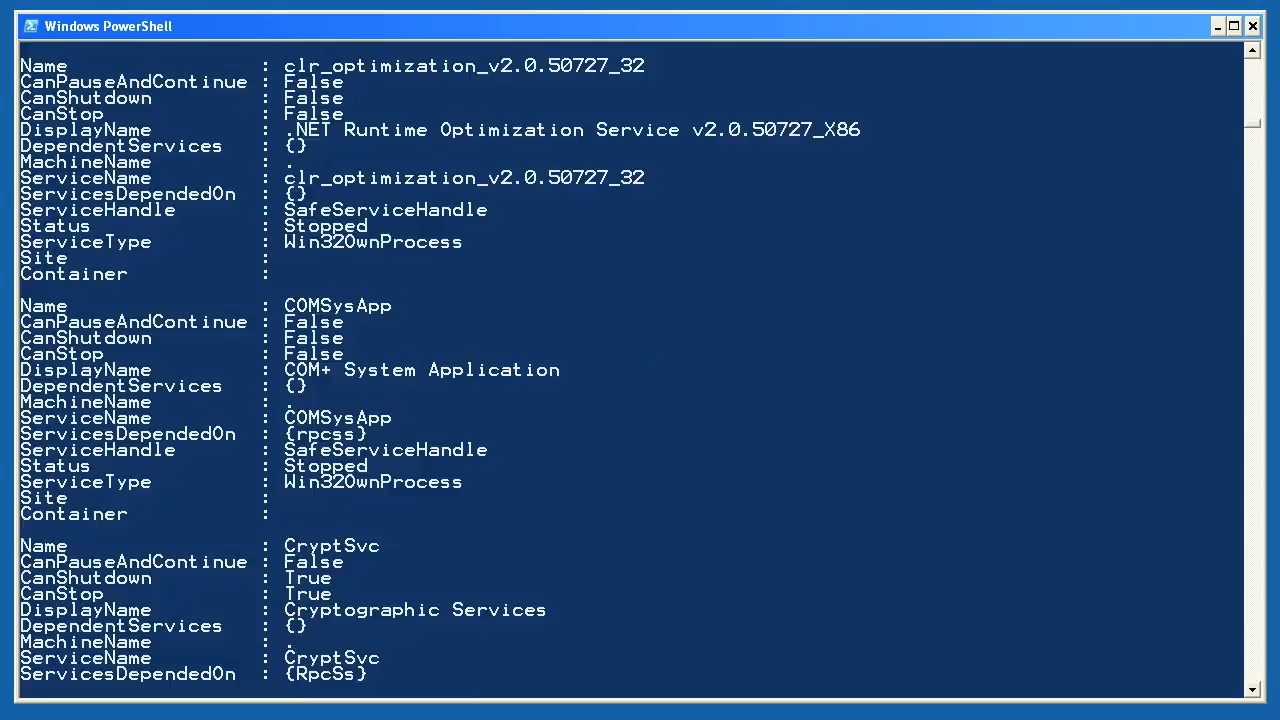 Windows PowerShell
Name                : clr_optimization_v2.0.50727_32
CanPauseAndContinue : False
CanShutdown         : False
CanStop             : False
DisplayName         : .NET Runtime Optimization Service v2.0.50727_X86
DependentServices   : {}
MachineName         : .
ServiceName         : clr_optimization_v2.0.50727_32
ServicesDependedOn  : {}
ServiceHandle       : SafeServiceHandle
Status              : Stopped
ServiceType         : Win32OwnProcess
Site                :
Container           :
Name                : COMSysApp
CanPauseAndContinue : False
CanShutdown         : False
CanStop             : False
DisplayName         : COM+ System Application
DependentServices   : {}
MachineName         : .
ServiceName         : COMSysApp
ServicesDependedOn  : {rpcss}
ServiceHandle       : SafeServiceHandle
Status              : Stopped
ServiceType         : Win32OwnProcess
Site                :
Container           :
Name                : CryptSvc
CanPauseAndContinue : False
CanShutdown         : True
CanStop             : True
DisplayName         : Cryptographic Services
DependentServices   : {}
MachineName         : .
ServiceName         : CryptSvc
ServicesDependedOn  : {RpcSs}